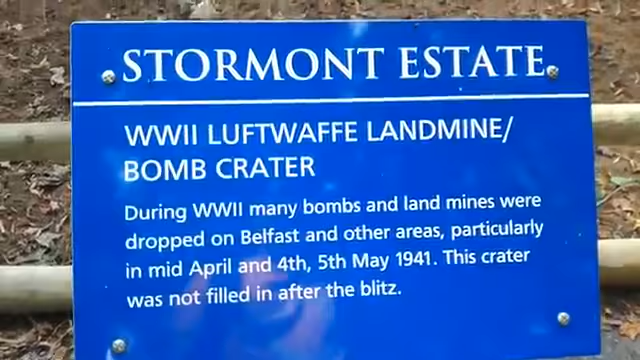 STORMONT ESTATE
WWII LUFTWAFFE LANDMINE/
BOMB CRATER
During WWII many bombs and land mines were
dropped on Belfast and other areas, particularly
in mid April and 4th, 5th May 1941. This crater
was not filled in after the blitz.